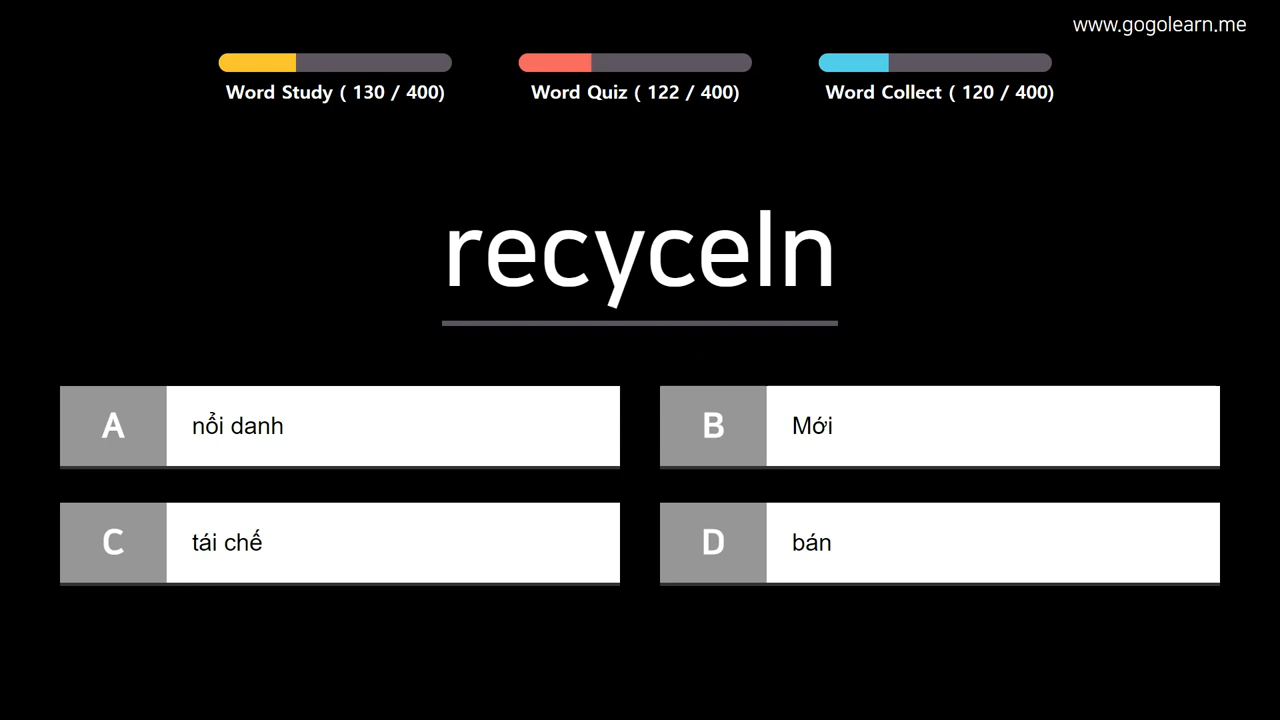 www.gogolearn.me
Word Study ( 130 / 400)
Word Quiz ( 122 / 400)
Word Collect ( 120 / 400)
recyceln
A nổi danh
B Mới
C tái chế
D bán